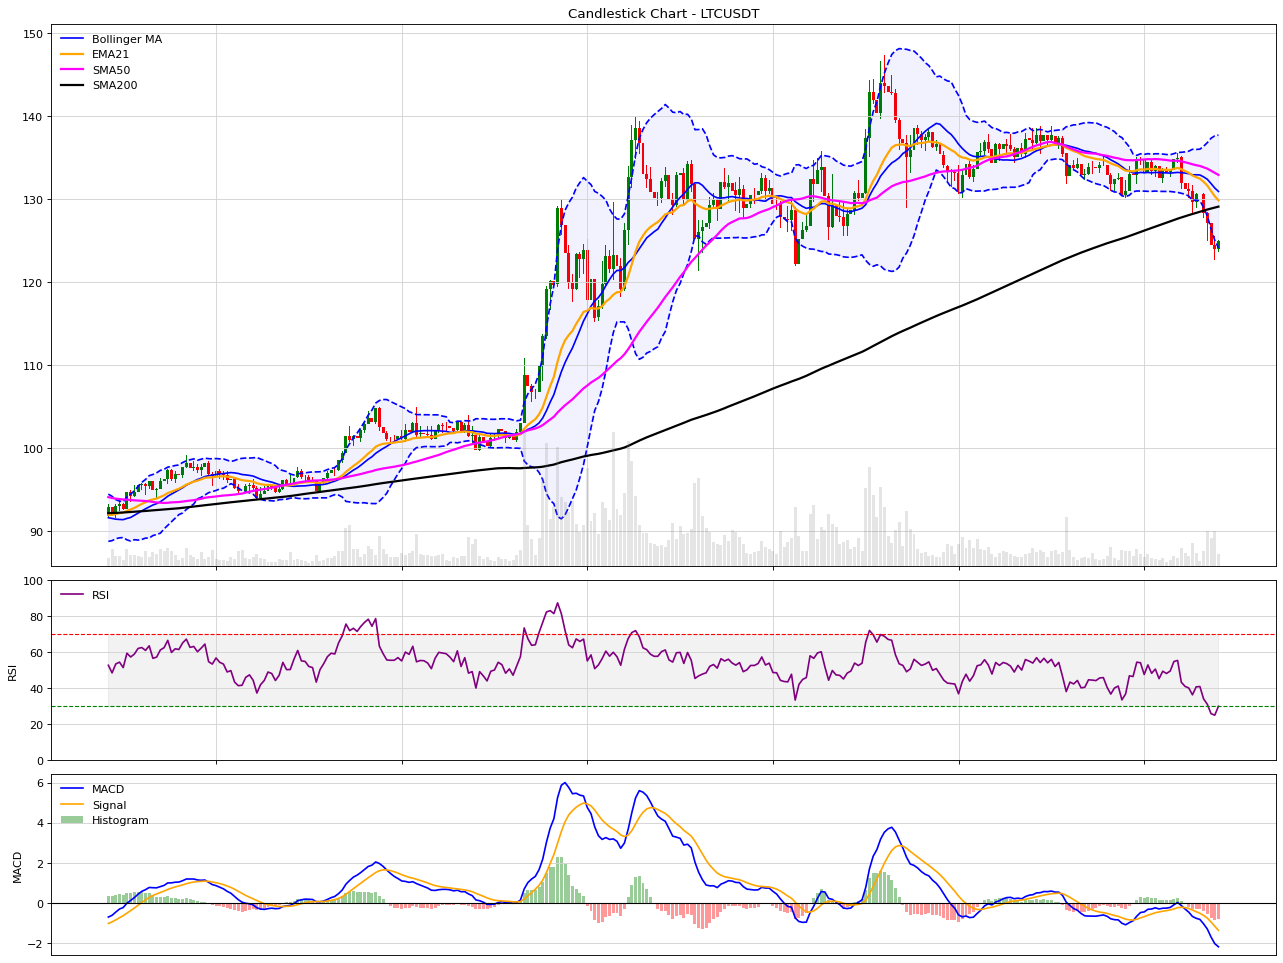 Candlestick Chart - LTCUSDT
150
140
130
120
110
100
90
Bollinger MA
EMA21
SMA50
SMA200
100
80
60
40
20
0
RSI
RSI
6
4
2
0
−2
MACD
MACD
Signal
Histogram